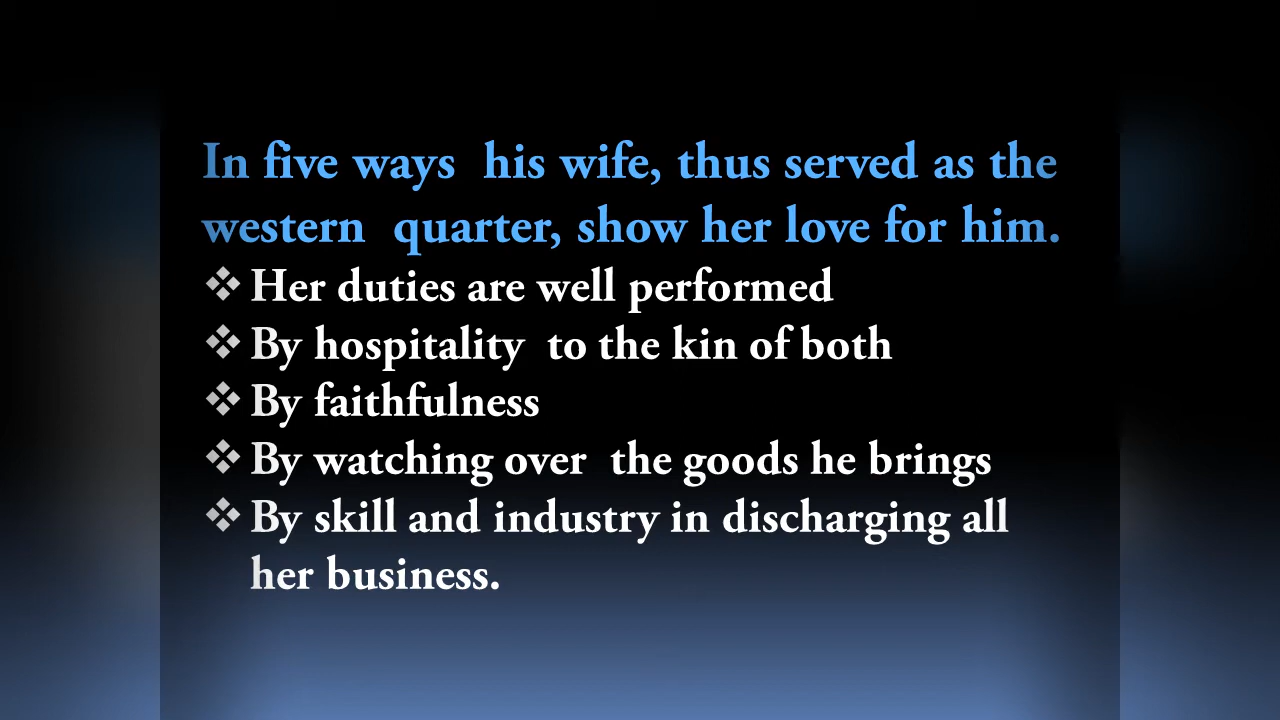 In five ways his wife, thus served as the
western quarter, show her love for him.
❖ Her duties are well performed
❖ By hospitality to the kin of both
❖ By faithfulness
❖ By watching over the goods he brings
❖ By skill and industry in discharging all
her business.